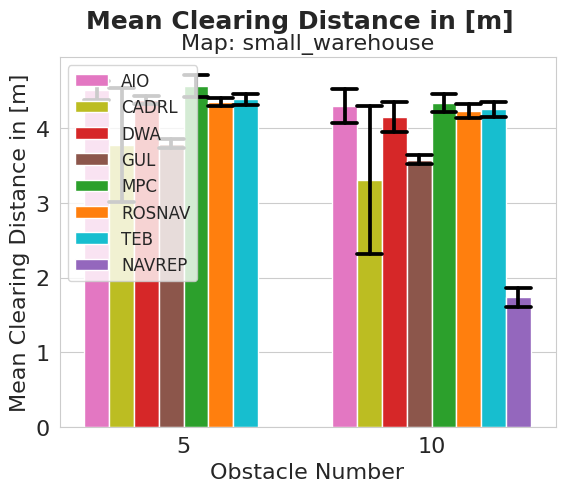 Mean Clearing Distance in [m]
Map: small_warehouse
Mean Clearing Distance in [m]
4
3
2
1
0
AIO
CADRL
DWA
GUL
MPC
ROSNAV
TEB
NAVREP
5
10
Obstacle Number